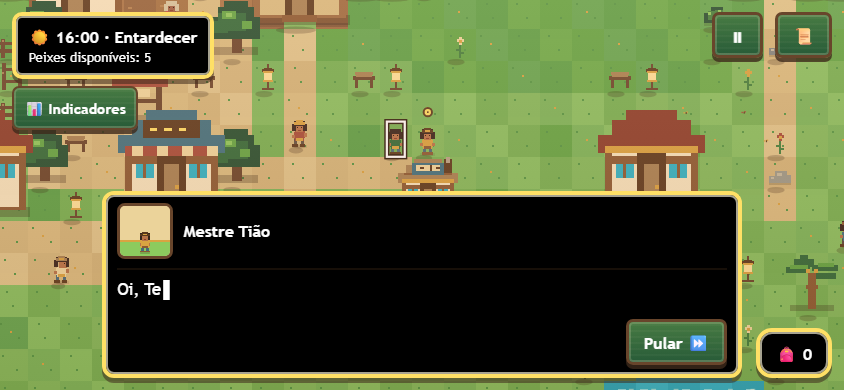 16:00 · Entardecer
Peixes disponíveis: 5
Indicadores
Mestre Tião
Oi, Te
Pular
0